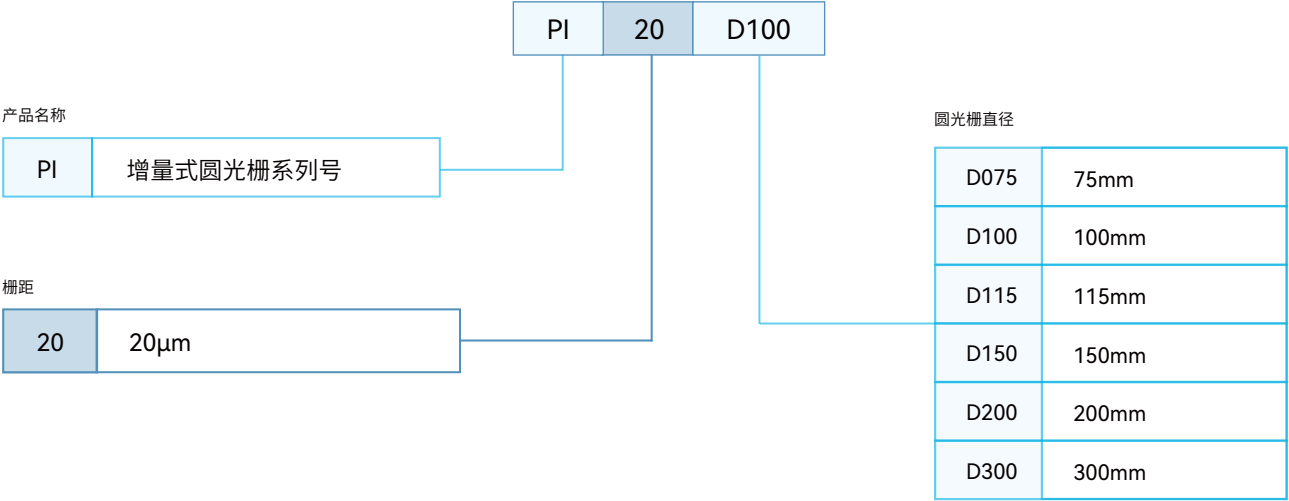 PI 20 D100
产品名称
PI 增量式圆光栅系列号
栅距
20 20μm
圆光栅直径
D075 75mm
D100 100mm
D115 115mm
D150 150mm
D200 200mm
D300 300mm